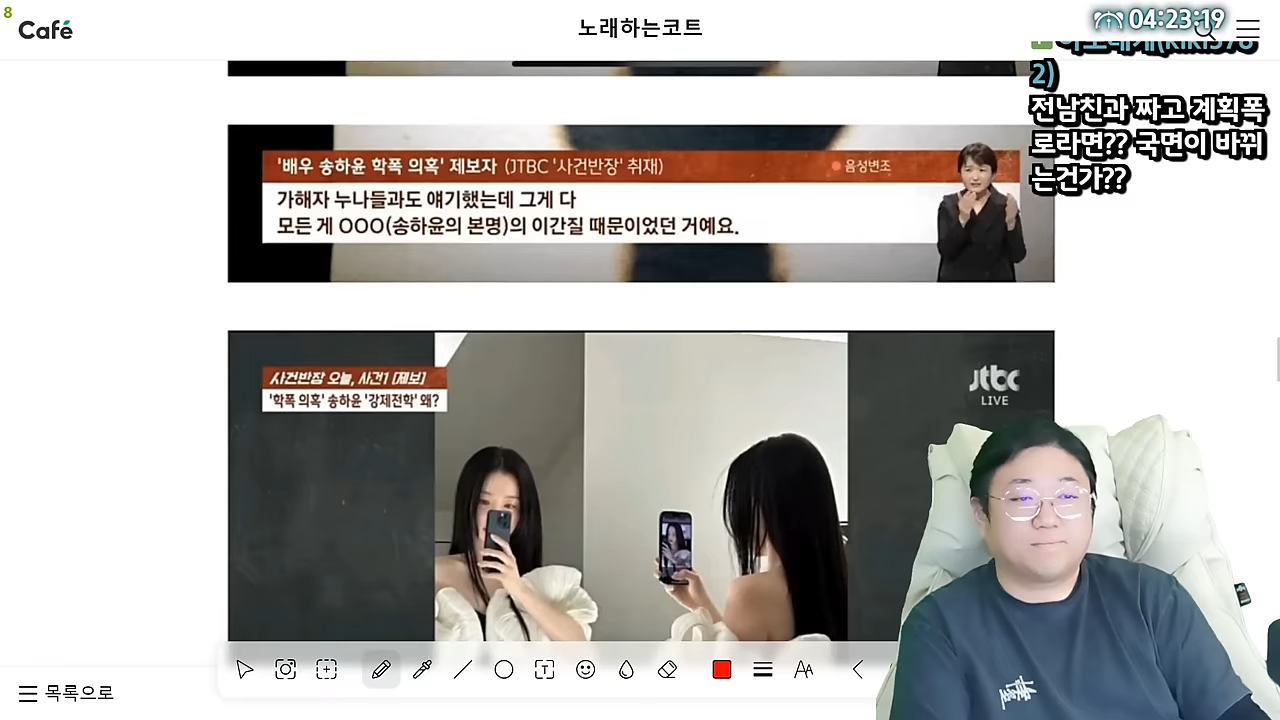 8
Café
노래하는코트
04:23:19
2)
전남친과 짜고 계획폭
로라면?? 국면이 바뀌
는건가??
'배우 송하윤 학폭 의혹' 제보자 (JTBC '사건반장' 취재)
음성변조
가해자 누나들과도 얘기했는데 그게 다
모든 게 OOO(송하윤의 본명)의 이간질 때문이었던 거예요.
사건반장 오늘, 사건1 [제보]
'학폭 의혹' 송하윤 '강제전학' 왜?
jtbc
LIVE
T
AA
목록으로